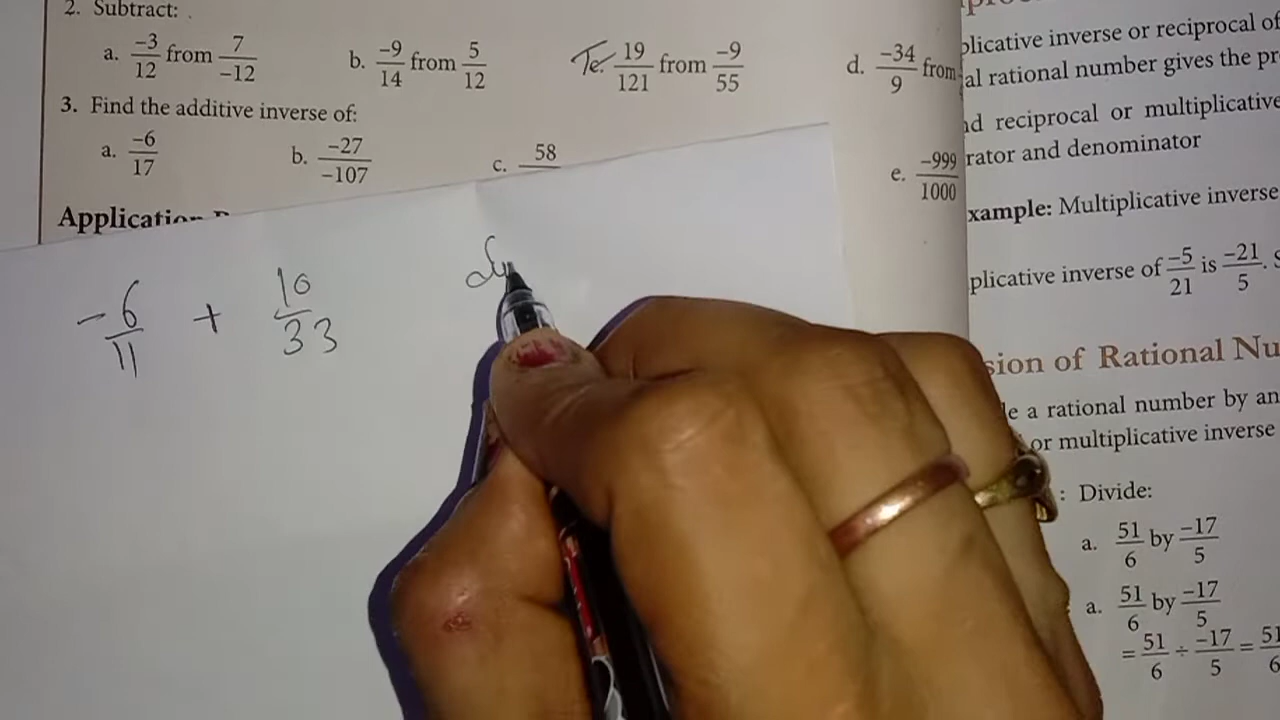 2. Subtract:
a. -3/12 from 7/-12 b. -9/14 from 5/12 19/121 from -9/55 d. -34/9 from
3. Find the additive inverse of:
a. -6/17 b. -27/-107 c. 58 e. -999/1000
-6/11 + 10/33
plicative inverse or reciprocal of
al rational number gives the pr
nd reciprocal or multiplicative
rator and denominator
xample: Multiplicative inverse
plicative inverse of -5/21 is -21/5.
sion of Rational Nu
e a rational number by an
or multiplicative inverse
: Divide:
a. 51/6 by -17/5
a. 51/6 by -17/5
= 51/6 ÷ -17/5 = 51/6